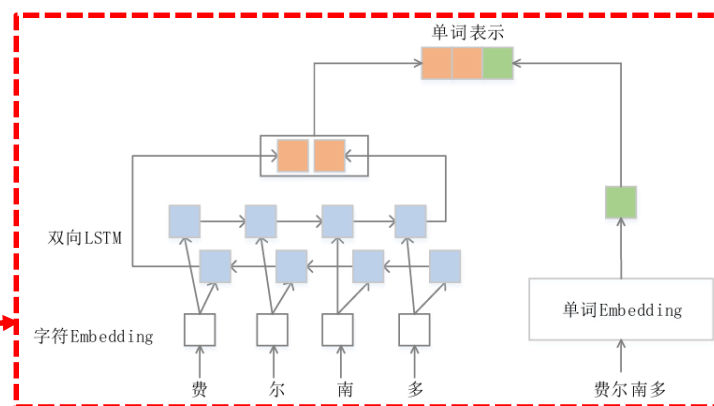 单词表示
双向LSTM
单词Embedding
字符Embedding
费 尔 南 多
费尔南多